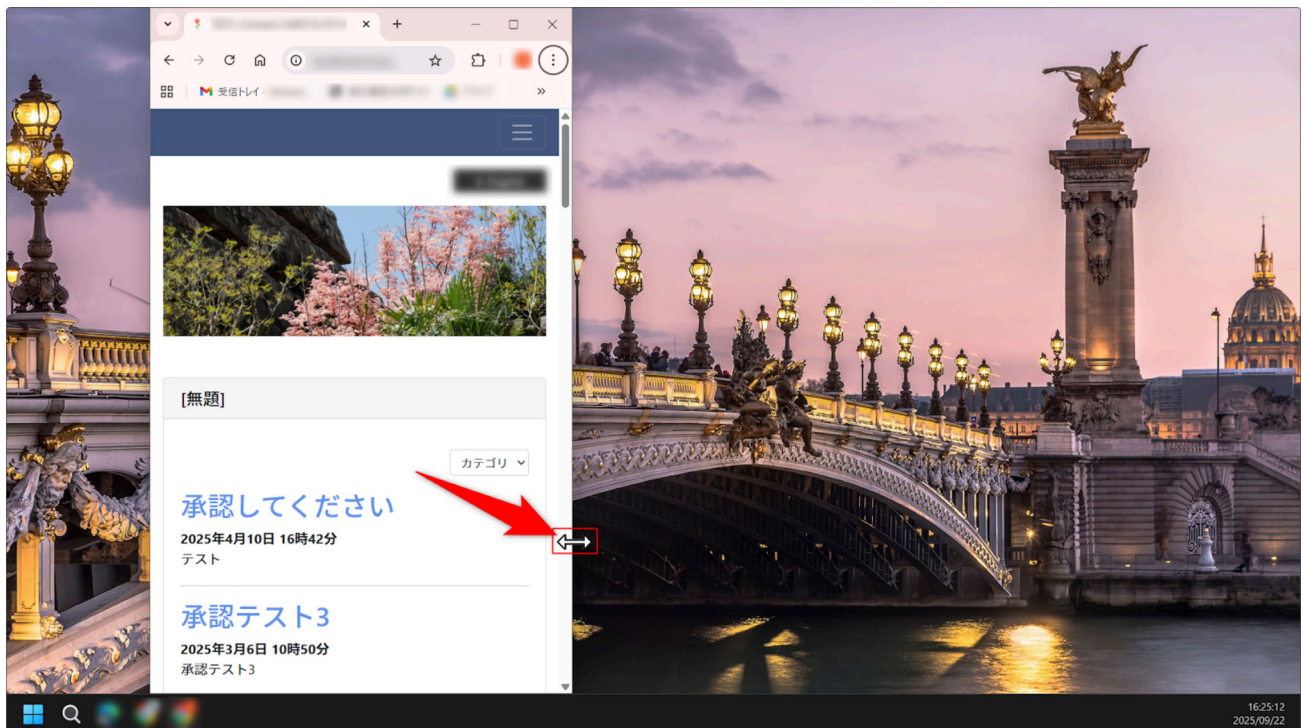 受信トレイ
[無題]
カテゴリ
承認してください
2025年4月10日 16時42分
テスト
承認テスト3
2025年3月6日 10時50分
承認テスト3
16:25:12
2025/09/22